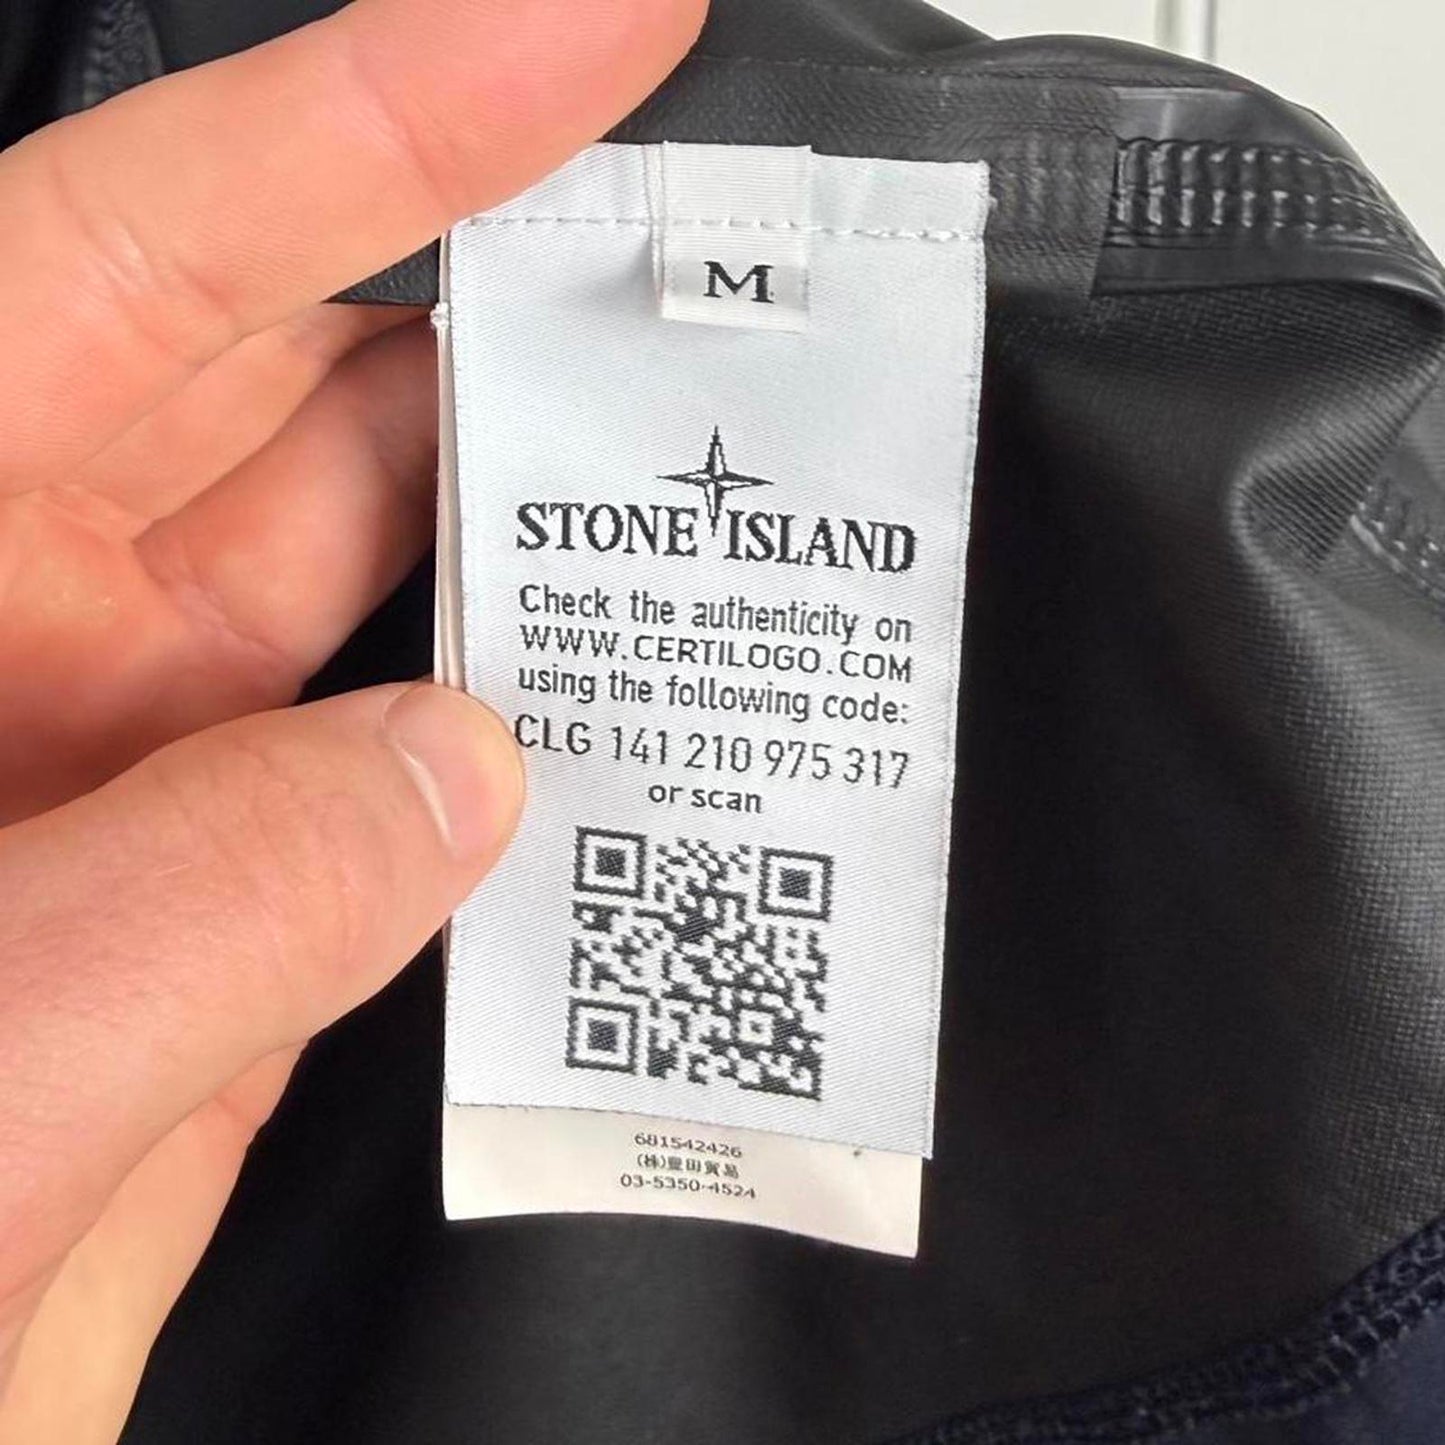 M
STONE ISLAND
Check the authenticity on
WWW.CERTILOGO.COM
using the following code:
CLG 141 210 975 317
or scan
681542426
(株)豊田貿易
03-5350-4524